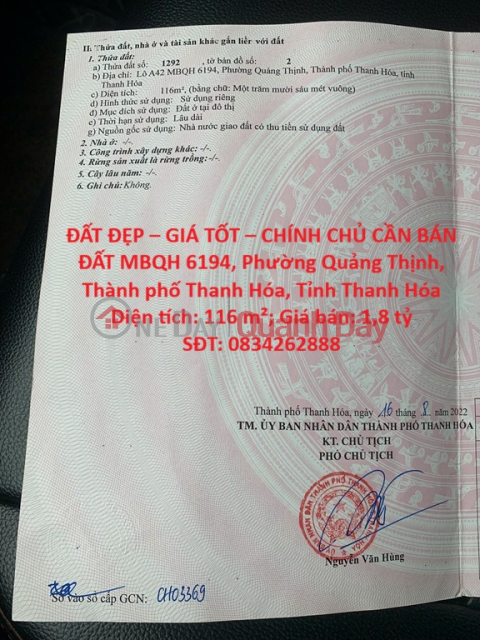 II. Thửa đất, nhà ở và tài sản khác gắn liền với đất
1. Thửa đất:
a) Thửa đất số: 1292 , tờ bản đồ số: 2
b) Địa chỉ: Lô A42 MBQH 6194, Phường Quảng Thịnh, Thành phố Thanh Hóa, tỉnh
Thanh Hóa
c) Diện tích: 116m², (bằng chữ: Một trăm mười sáu mét vuông)
d) Hình thức sử dụng: Sử dụng riêng
đ) Mục đích sử dụng: Đất ở tại đô thị
e) Thời hạn sử dụng: Lâu dài
g) Nguồn gốc sử dụng: Nhà nước giao đất có thu tiền sử dụng đất
2. Nhà ở: -/-.
3. Công trình xây dựng khác: -/-.
4. Rừng sản xuất là rừng trồng:-/-.
5. Cây lâu năm: -/-.
6. Ghi chú:Không.
ĐẤT ĐẸP – GIÁ TỐT – CHÍNH CHỦ CẦN BÁN
ĐẤT MBQH 6194, Phường Quảng Thịnh,
Thành phố Thanh Hóa, Tỉnh Thanh Hóa
Diện tích: 116 m²; Giá bán: 1,8 tỷ
SĐT: 0834262888
Thành phố Thanh Hóa, ngày 16 tháng 8 năm 2022
TM. ỦY BAN NHÂN DÂN THÀNH PHỐ THANH HÓA
KT. CHỦ TỊCH
PHÓ CHỦ TỊCH
Nguyễn Văn Hùng
Số vào sổ cấp GCN: CH03369